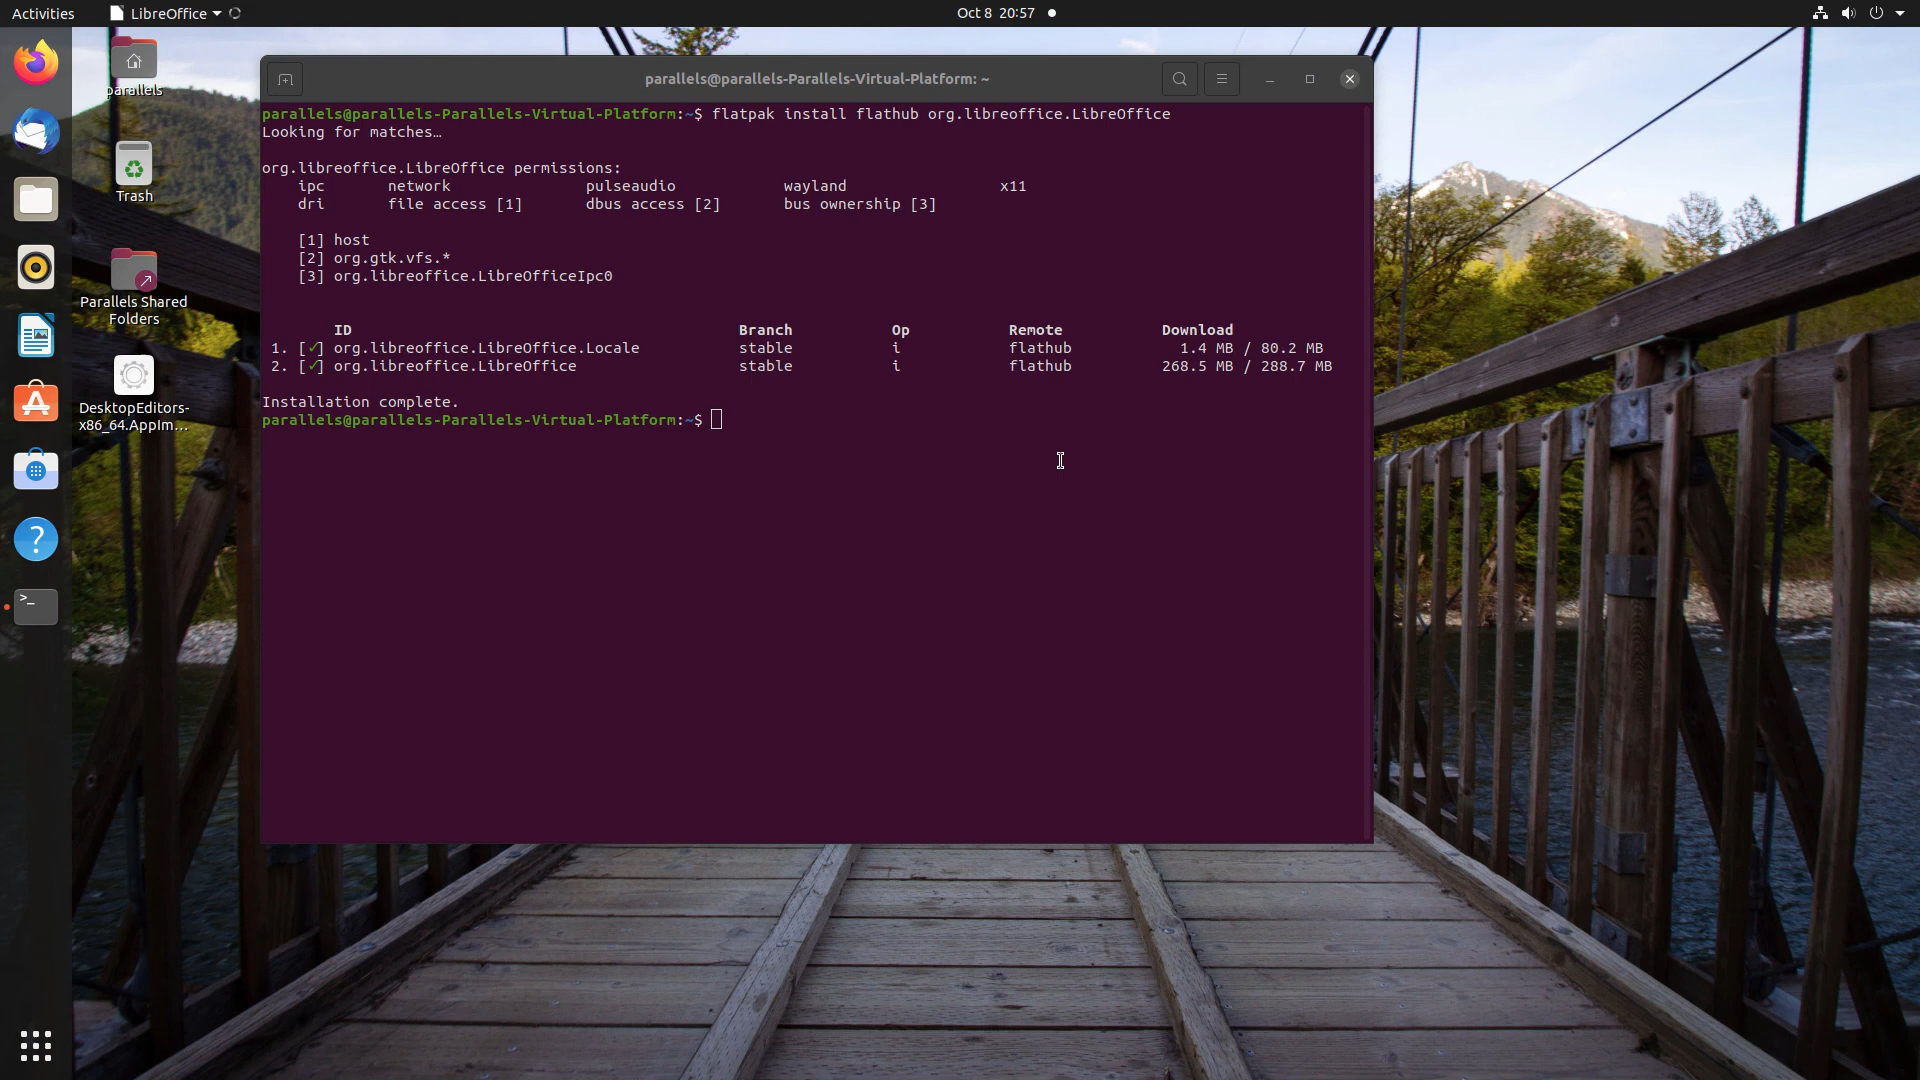 Activities
LibreOffice
Oct 8 20:57
parallels
Trash
Parallels Shared
Folders
DesktopEditors-
x86_64.AppIm...
parallels@parallels-Parallels-Virtual-Platform: ~
parallels@parallels-Parallels-Virtual-Platform:~$ flatpak install flathub org.libreoffice.LibreOffice
Looking for matches…
org.libreoffice.LibreOffice permissions:
ipc network pulseaudio wayland x11
dri file access [1] dbus access [2] bus ownership [3]
[1] host
[2] org.gtk.vfs.*
[3] org.libreoffice.LibreOfficeIpc0
ID Branch Op Remote Download
1. [✓] org.libreoffice.LibreOffice.Locale stable i flathub 1.4 MB / 80.2 MB
2. [✓] org.libreoffice.LibreOffice stable i flathub 268.5 MB / 288.7 MB
Installation complete.
parallels@parallels-Parallels-Virtual-Platform:~$